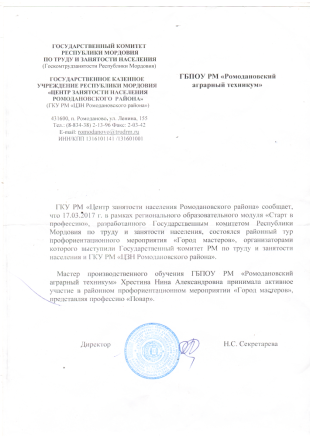 ГОСУДАРСТВЕННЫЙ КОМИТЕТ
РЕСПУБЛИКИ МОРДОВИЯ
ПО ТРУДУ И ЗАНЯТОСТИ НАСЕЛЕНИЯ
(Госкомтрудзанятости Республики Мордовия)
ГОСУДАРСТВЕННОЕ КАЗЕННОЕ
УЧРЕЖДЕНИЕ РЕСПУБЛИКИ МОРДОВИЯ
«ЦЕНТР ЗАНЯТОСТИ НАСЕЛЕНИЯ
РОМОДАНОВСКОГО РАЙОНА»
(ГКУ РМ «ЦЗН Ромодановского района»)
431600, п. Ромоданово, ул. Ленина, 155
Тел. (8-834-38) 2-13-96 Факс: 2-03-42
E-mail:
ИНН/КПП
ГБПОУ РМ «Ромодановский
аграрный техникум»
ГКУ РМ «Центр занятости населения Ромодановского района» сообщает,
что 17.03.2017 г. в рамках регионального образовательного модуля «Старт в
профессию», разработанного Государственным комитетом Республики
Мордовия по труду и занятости населения, состоялся районный тур
профориентационного мероприятия «Город мастеров», организаторами
которого выступили Государственный комитет РМ по труду и занятости
населения и ГКУ РМ «ЦЗН Ромодановского района».
Мастер производственного обучения ГБПОУ РМ «Ромодановский
аграрный техникум» Хрестина Нина Александровна принимала активное
участие в районном профориентационном мероприятии «Город мастеров»,
представляя профессию «Повар».
Директор
Н.С. Секретарева